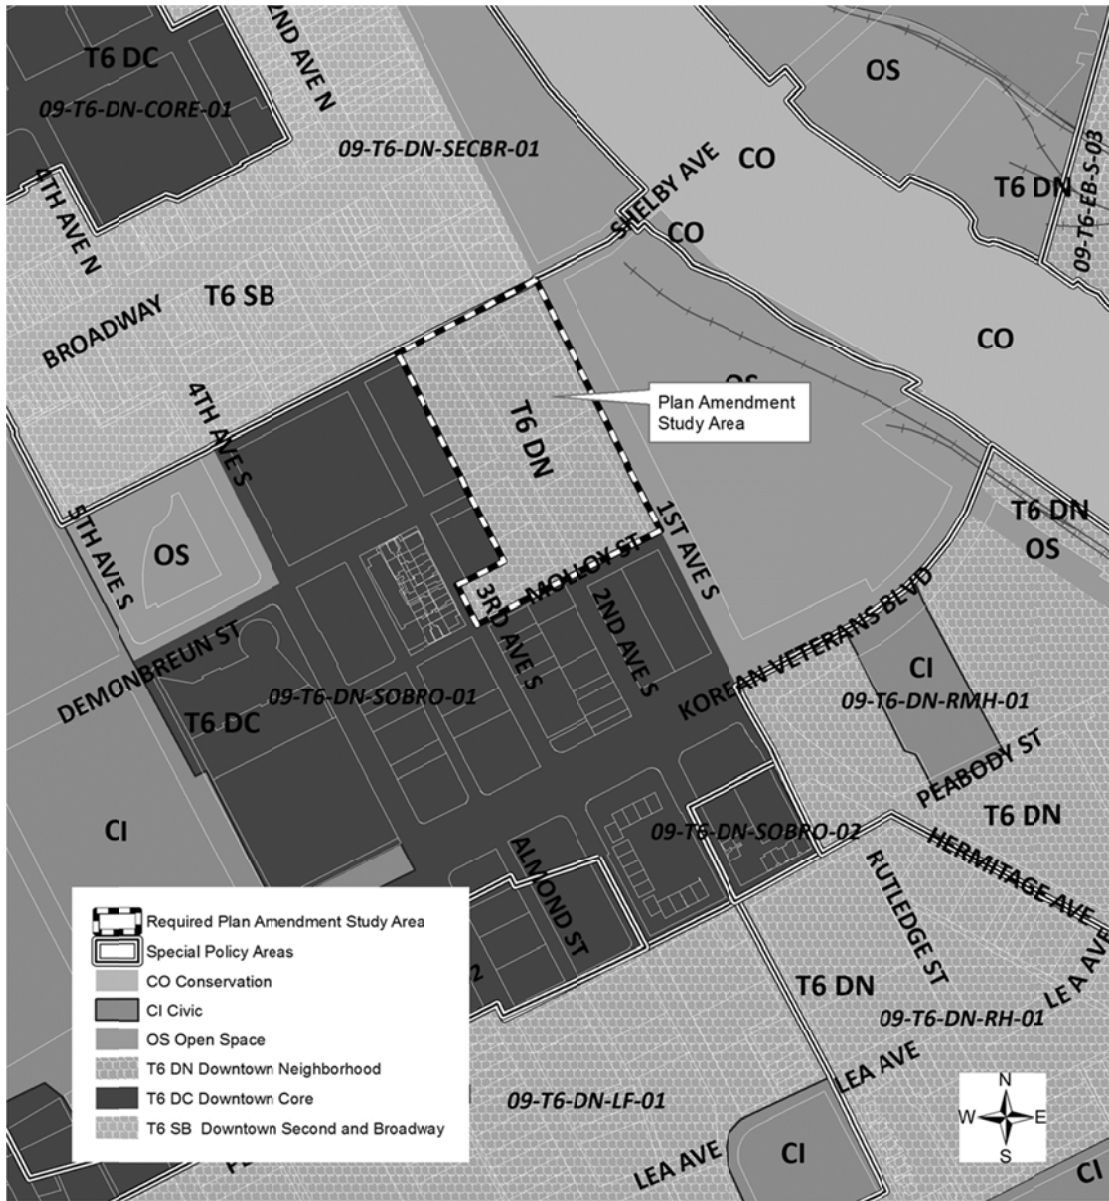 T6 DC
2ND AVE N
OS
09-T6-DN-CORE-01
09-T6-DN-SECBR-01
CO
SHELBY AVE
T6 DN
09-T6-EB-S-03
4TH AVE N
CO
T6 SB
BROADWAY
CO
OS
Plan Amendment
Study Area
4TH AVE S
T6 DN
5TH AVE S
OS
1ST AVE S
T6 DN
OS
MOLLOY ST
3RD AVE S
2ND AVE S
DEMONBREUN ST
KOREAN VETERANS BLVD
CI
09-T6-DN-SOBRO-01
09-T6-DN-RMH-01
T6 DC
PEABODY ST
CI
09-T6-DN-SOBRO-02
T6 DN
HERMITAGE AVE
ALMOND ST
RUTLEDGE ST
LEA AVE
2
T6 DN
09-T6-DN-RH-01
LEA AVE
09-T6-DN-LF-01
LEA AVE
CI
CI
Required Plan Amendment Study Area
Special Policy Areas
CO Conservation
CI Civic
OS Open Space
T6 DN Downtown Neighborhood
T6 DC Downtown Core
T6 SB Downtown Second and Broadway
N
W E
S